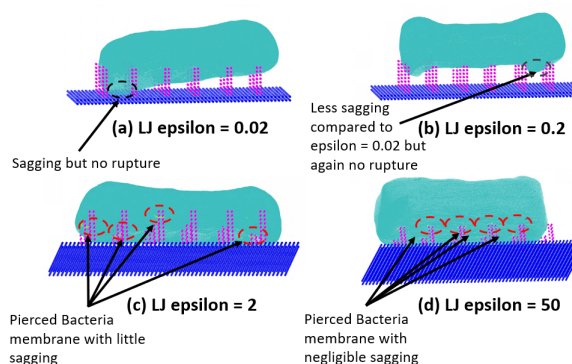 (a) LJ epsilon = 0.02
Sagging but no rupture
(b) LJ epsilon = 0.2
Less sagging
compared to
epsilon = 0.02 but
again no rupture
(c) LJ epsilon = 2
Pierced Bacteria
membrane with little
sagging
(d) LJ epsilon = 50
Pierced Bacteria
membrane with
negligible sagging